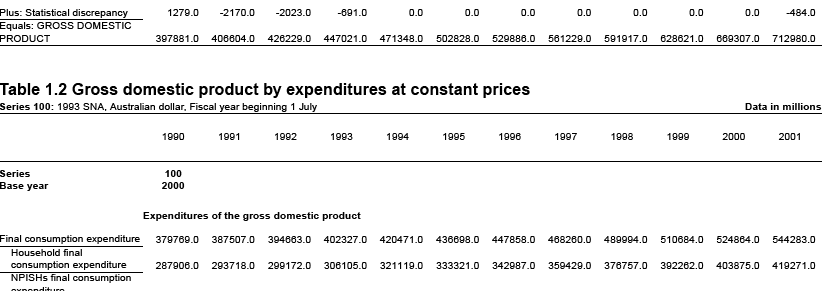 Plus: Statistical discrepancy 1279.0 -2170.0 -2023.0 -691.0 0.0 0.0 0.0 0.0 0.0 0.0 0.0 -484.0
Equals: GROSS DOMESTIC
PRODUCT 397881.0 406604.0 426229.0 447021.0 471348.0 502828.0 529886.0 561229.0 591917.0 628621.0 669307.0 712980.0
Table 1.2 Gross domestic product by expenditures at constant prices
Series 100: 1993 SNA, Australian dollar, Fiscal year beginning 1 July Data in millions
1990 1991 1992 1993 1994 1995 1996 1997 1998 1999 2000 2001
Series 100
Base year 2000
Expenditures of the gross domestic product
Final consumption expenditure 379769.0 387507.0 394663.0 402327.0 420471.0 436698.0 447858.0 468260.0 489994.0 510684.0 524864.0 544283.0
Household final
consumption expenditure 287906.0 293718.0 299172.0 306105.0 321119.0 333321.0 342987.0 359429.0 376757.0 392262.0 403875.0 419271.0
NPISHs final consumption
expenditure